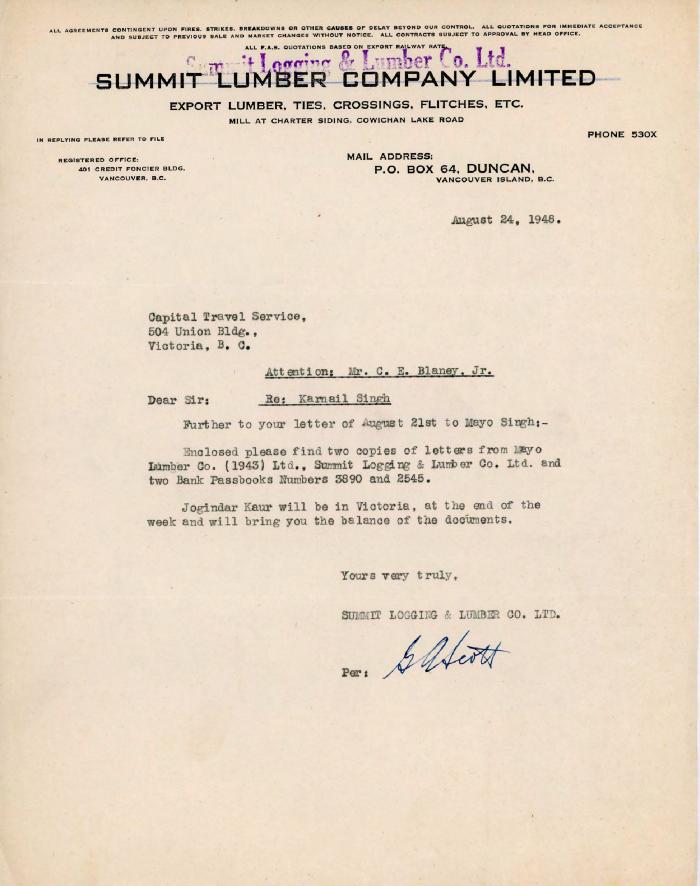 ALL AGREEMENTS CONTINGENT UPON FIRES, STRIKES, BREAKDOWNS OR OTHER CAUSES OF DELAY BEYOND OUR CONTROL. ALL QUOTATIONS FOR IMMEDIATE ACCEPTANCE
AND SUBJECT TO PREVIOUS SALE AND MARKET CHANGES WITHOUT NOTICE. ALL CONTRACTS SUBJECT TO APPROVAL BY HEAD OFFICE.
ALL F.A.S. QUOTATIONS BASED ON EXPORT RAILWAY RATE.
Summit Logging & Lumber Co. Ltd.
SUMMIT LUMBER COMPANY LIMITED
EXPORT LUMBER, TIES, CROSSINGS, FLITCHES, ETC.
MILL AT CHARTER SIDING, COWICHAN LAKE ROAD
PHONE 530X
IN REPLYING PLEASE REFER TO FILE
REGISTERED OFFICE:
401 CREDIT FONCIER BLDG.
VANCOUVER, B.C.
MAIL ADDRESS:
P.O. BOX 64, DUNCAN,
VANCOUVER ISLAND, B.C.
August 24, 1948.
Capital Travel Service,
504 Union Bldg.,
Victoria, B. C.
Attention: Mr. C. E. Blaney, Jr.
Dear Sir: Re: Karnail Singh
Further to your letter of August 21st to Mayo Singh:-
Enclosed please find two copies of letters from Mayo
Lumber Co. (1943) Ltd., Summit Logging & Lumber Co. Ltd. and
two Bank Passbooks Numbers 3890 and 2545.
Jogindar Kaur will be in Victoria, at the end of the
week and will bring you the balance of the documents.
Yours very truly,
SUMMIT LOGGING & LUMBER CO. LTD.
Per: G A Scott